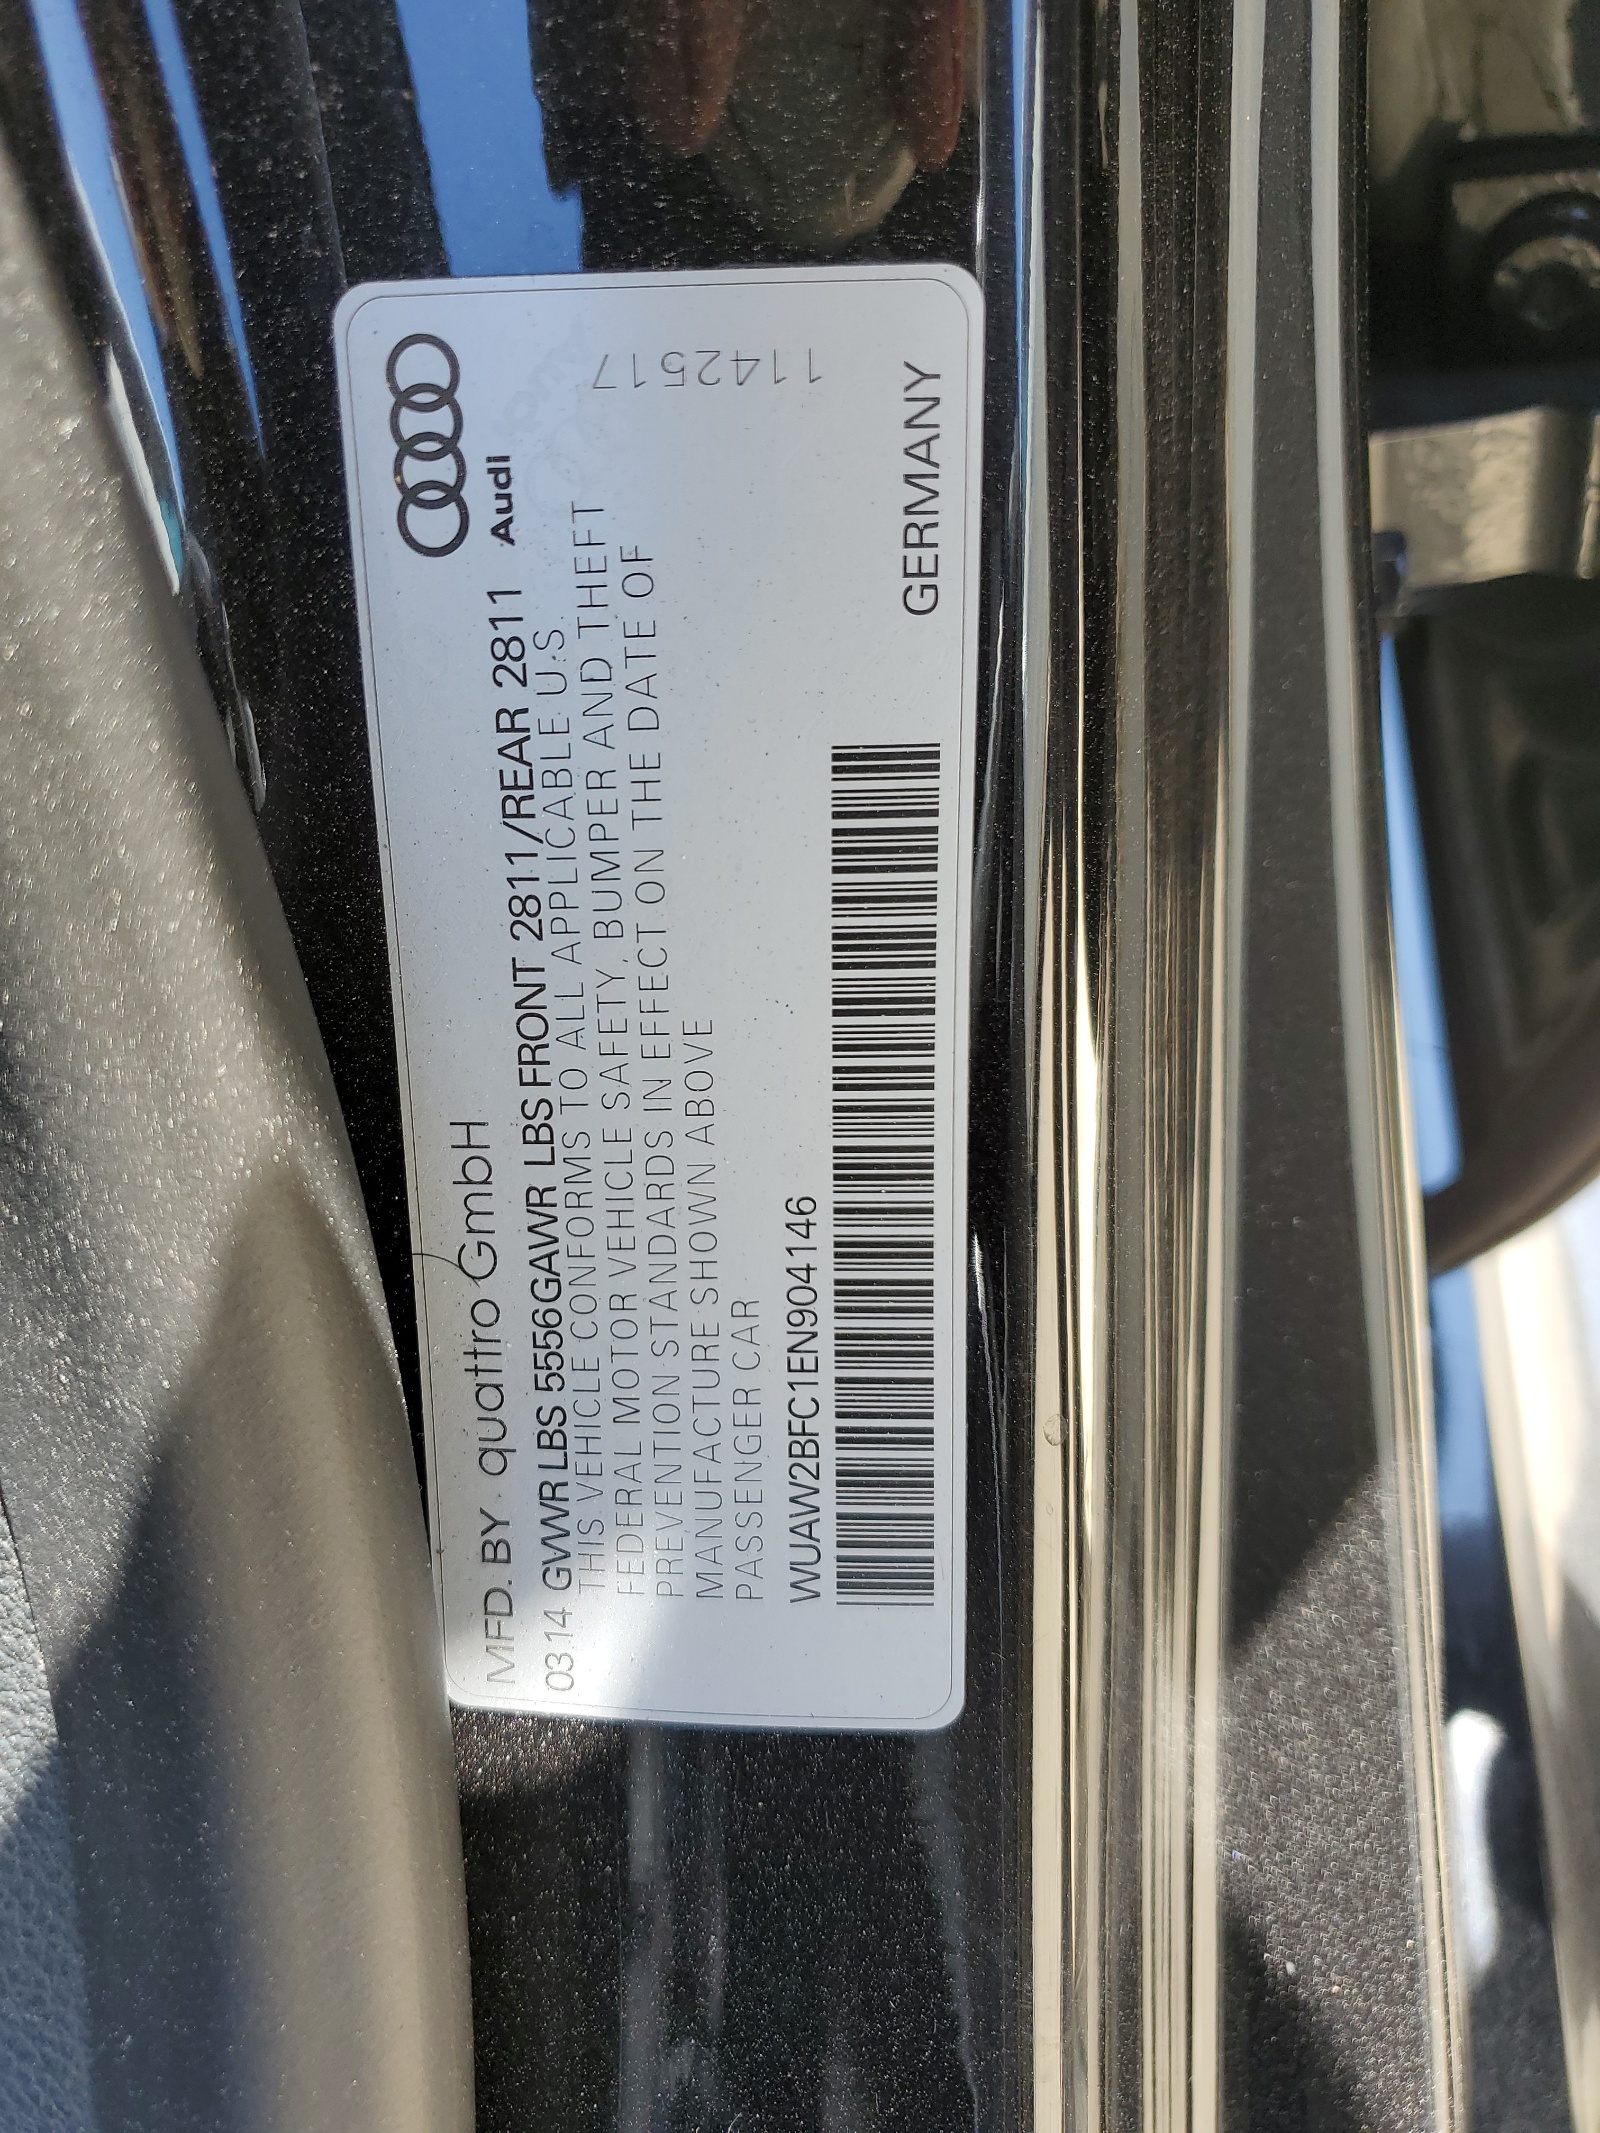 MFD. BY quattro GmbH
Audi
03 14 GVWR LBS 5556 GAWR LBS FRONT 2811/REAR 2811
THIS VEHICLE CONFORMS TO ALL APPLICABLE U.S.
FEDERAL MOTOR VEHICLE SAFETY, BUMPER AND THEFT
PREVENTION STANDARDS IN EFFECT ON THE DATE OF
MANUFACTURE SHOWN ABOVE
PASSENGER CAR
1142517
WUAW2BFC1EN904146
GERMANY